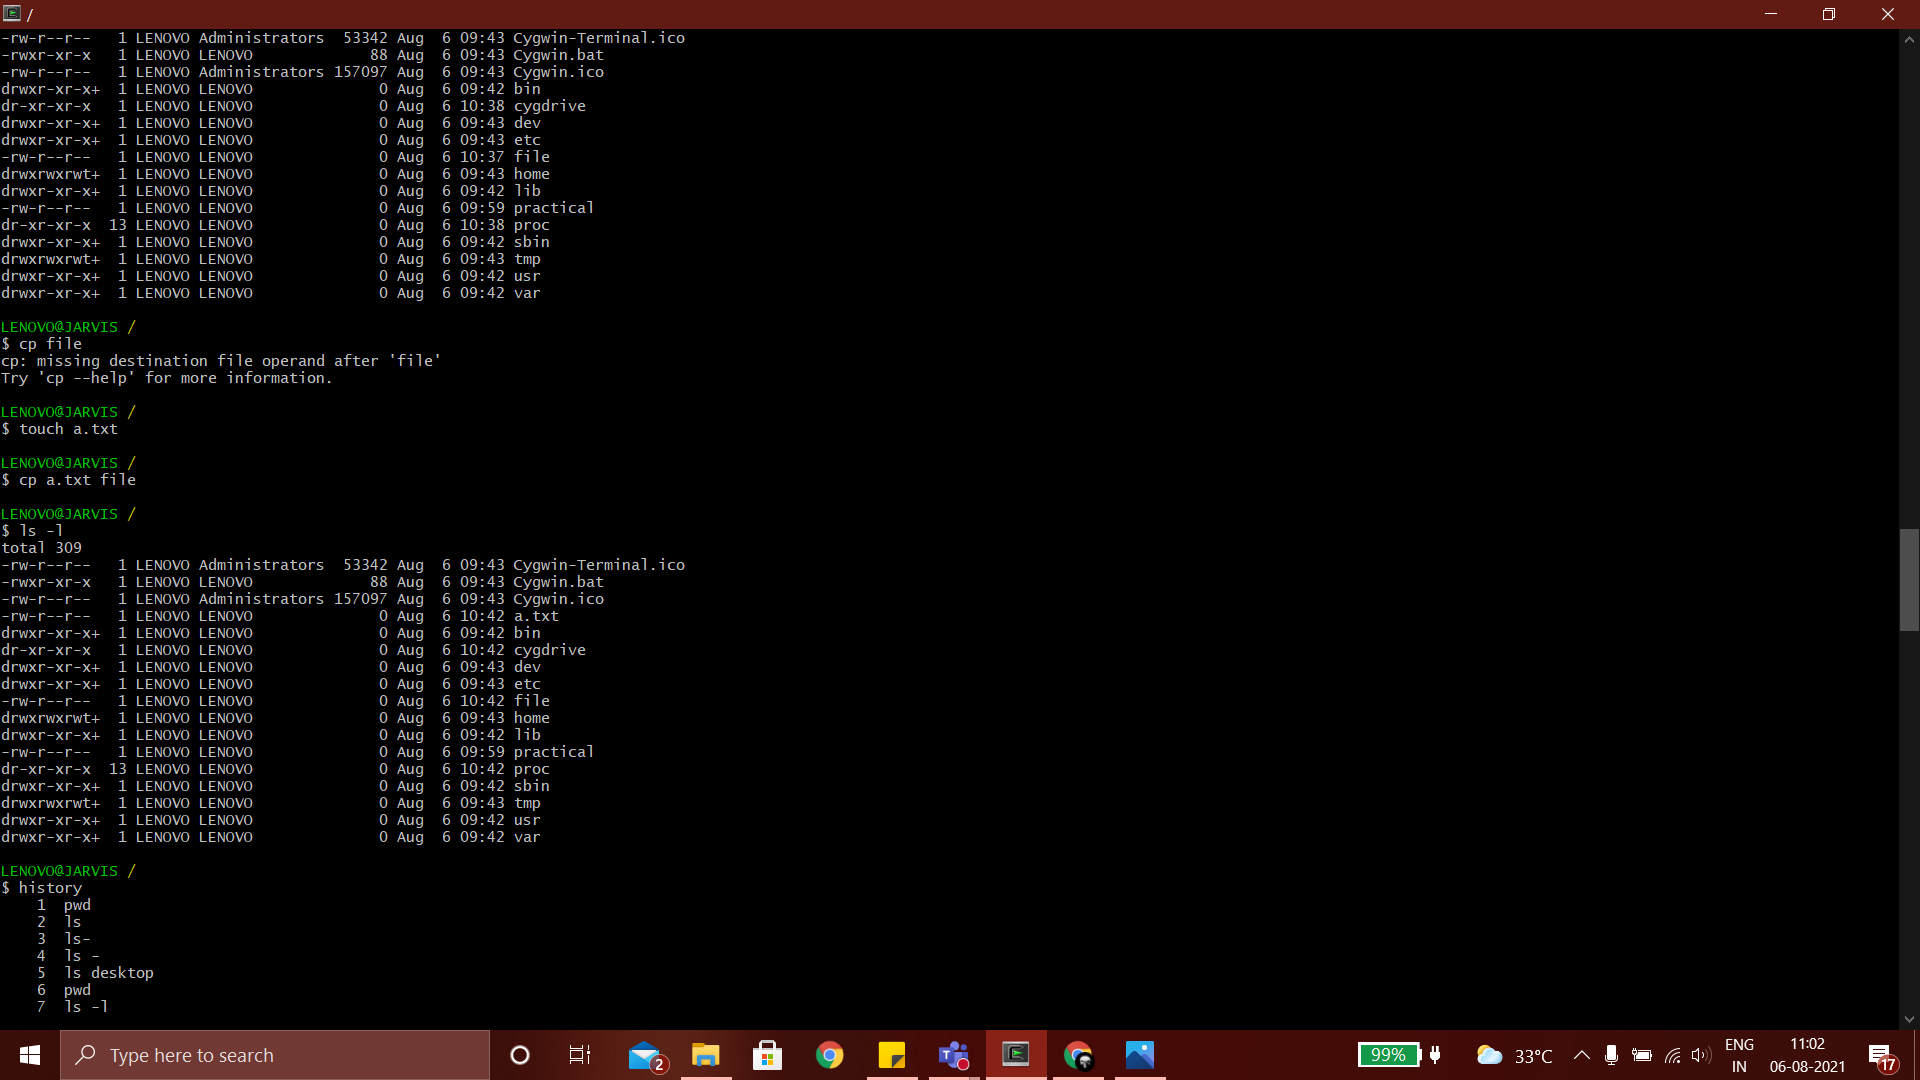 /
-rw-r--r--   1 LENOVO Administrators  53342 Aug  6 09:43 Cygwin-Terminal.ico
-rwxr-xr-x   1 LENOVO LENOVO             88 Aug  6 09:43 Cygwin.bat
-rw-r--r--   1 LENOVO Administrators 157097 Aug  6 09:43 Cygwin.ico
drwxr-xr-x+  1 LENOVO LENOVO              0 Aug  6 09:42 bin
dr-xr-xr-x   1 LENOVO LENOVO              0 Aug  6 10:38 cygdrive
drwxr-xr-x+  1 LENOVO LENOVO              0 Aug  6 09:43 dev
drwxr-xr-x+  1 LENOVO LENOVO              0 Aug  6 09:43 etc
-rw-r--r--   1 LENOVO LENOVO              0 Aug  6 10:37 file
drwxrwxrwt+  1 LENOVO LENOVO              0 Aug  6 09:43 home
drwxr-xr-x+  1 LENOVO LENOVO              0 Aug  6 09:42 lib
-rw-r--r--   1 LENOVO LENOVO              0 Aug  6 09:59 practical
dr-xr-xr-x  13 LENOVO LENOVO              0 Aug  6 10:38 proc
drwxr-xr-x+  1 LENOVO LENOVO              0 Aug  6 09:42 sbin
drwxrwxrwt+  1 LENOVO LENOVO              0 Aug  6 09:43 tmp
drwxr-xr-x+  1 LENOVO LENOVO              0 Aug  6 09:42 usr
drwxr-xr-x+  1 LENOVO LENOVO              0 Aug  6 09:42 var
LENOVO@JARVIS /
$ cp file
cp: missing destination file operand after 'file'
Try 'cp --help' for more information.
LENOVO@JARVIS /
$ touch a.txt
LENOVO@JARVIS /
$ cp a.txt file
LENOVO@JARVIS /
$ ls -l
total 309
-rw-r--r--   1 LENOVO Administrators  53342 Aug  6 09:43 Cygwin-Terminal.ico
-rwxr-xr-x   1 LENOVO LENOVO             88 Aug  6 09:43 Cygwin.bat
-rw-r--r--   1 LENOVO Administrators 157097 Aug  6 09:43 Cygwin.ico
-rw-r--r--   1 LENOVO LENOVO              0 Aug  6 10:42 a.txt
drwxr-xr-x+  1 LENOVO LENOVO              0 Aug  6 09:42 bin
dr-xr-xr-x   1 LENOVO LENOVO              0 Aug  6 10:42 cygdrive
drwxr-xr-x+  1 LENOVO LENOVO              0 Aug  6 09:43 dev
drwxr-xr-x+  1 LENOVO LENOVO              0 Aug  6 09:43 etc
-rw-r--r--   1 LENOVO LENOVO              0 Aug  6 10:42 file
drwxrwxrwt+  1 LENOVO LENOVO              0 Aug  6 09:43 home
drwxr-xr-x+  1 LENOVO LENOVO              0 Aug  6 09:42 lib
-rw-r--r--   1 LENOVO LENOVO              0 Aug  6 09:59 practical
dr-xr-xr-x  13 LENOVO LENOVO              0 Aug  6 10:42 proc
drwxr-xr-x+  1 LENOVO LENOVO              0 Aug  6 09:42 sbin
drwxrwxrwt+  1 LENOVO LENOVO              0 Aug  6 09:43 tmp
drwxr-xr-x+  1 LENOVO LENOVO              0 Aug  6 09:42 usr
drwxr-xr-x+  1 LENOVO LENOVO              0 Aug  6 09:42 var
LENOVO@JARVIS /
$ history
    1  pwd
    2  ls
    3  ls-
    4  ls -
    5  ls desktop
    6  pwd
    7  ls -l
Type here to search
2
99%
33°C
ENG
IN
11:02
06-08-2021
17